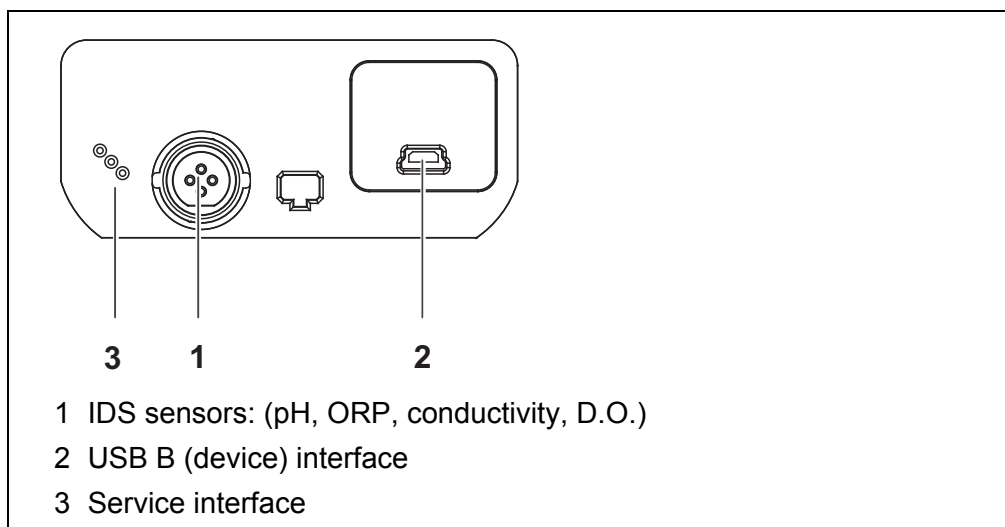 3 1 2
1 IDS sensors: (pH, ORP, conductivity, D.O.)
2 USB B (device) interface
3 Service interface